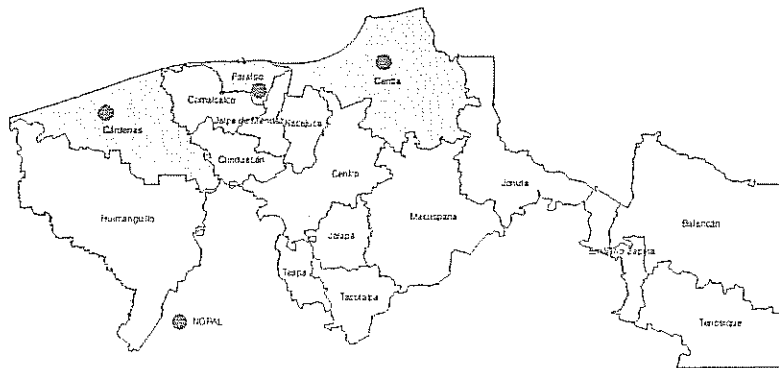 Paraíso
Centla
Comalcalco
Cárdenas
Jalpa de Méndez
Nacajuca
Cunduacán
Centro
Jonuta
Huimanguillo
Macuspana
Balancán
Jalapa
Emiliano Zapata
Teapa
Tacotalpa
NOPAL
Tenosique